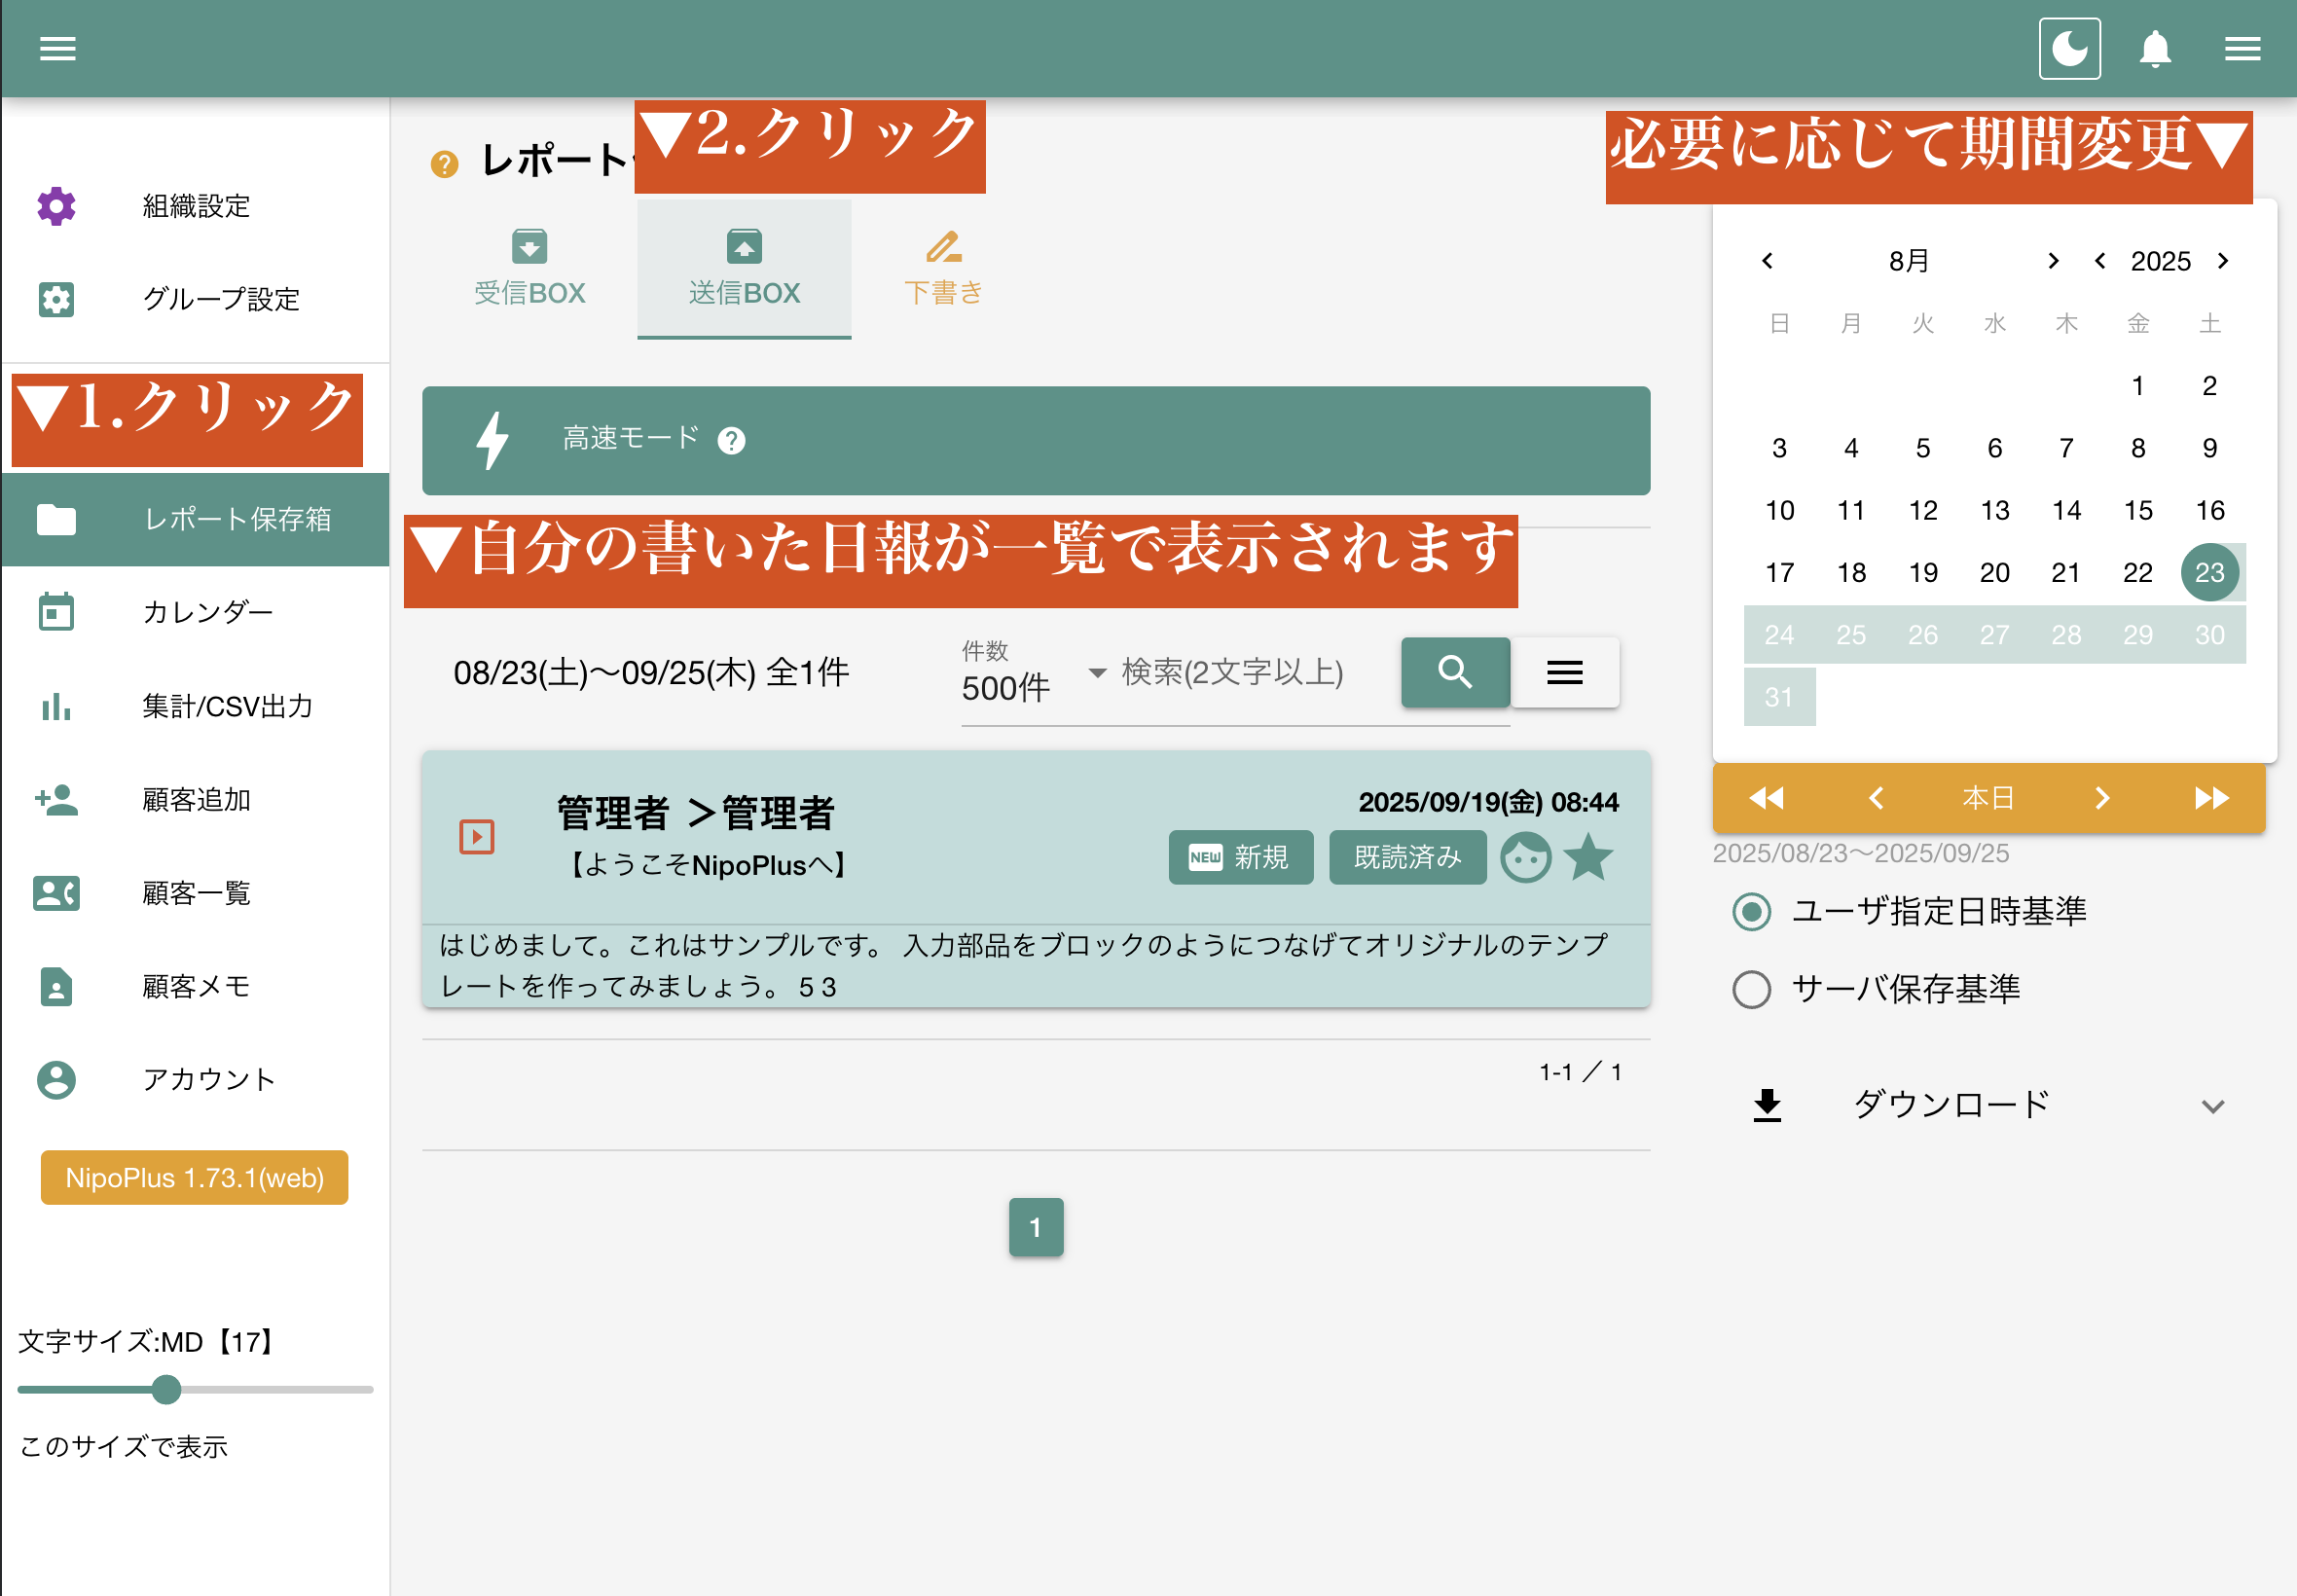 組織設定
グループ設定
▼1.クリック
レポート保存箱
カレンダー
集計/CSV出力
顧客追加
顧客一覧
顧客メモ
アカウント
NipoPlus 1.73.1(web)
文字サイズ:MD【17】
このサイズで表示
レポート
▼2.クリック
受信BOX
送信BOX
下書き
高速モード
▼自分の書いた日報が一覧で表示されます
08/23(土)〜09/25(木) 全1件
件数
500件
検索(2文字以上)
管理者 ＞管理者
【ようこそNipoPlusへ】
2025/09/19(金) 08:44
NEW 新規
既読済み
はじめまして。これはサンプルです。 入力部品をブロックのようにつなげてオリジナルのテンプ
レートを作ってみましょう。 5 3
1-1 ／ 1
1
必要に応じて期間変更▼
8月 2025
日 月 火 水 木 金 土
1 2
3 4 5 6 7 8 9
10 11 12 13 14 15 16
17 18 19 20 21 22 23
24 25 26 27 28 29 30
31
本日
2025/08/23〜2025/09/25
ユーザ指定日時基準
サーバ保存基準
ダウンロード